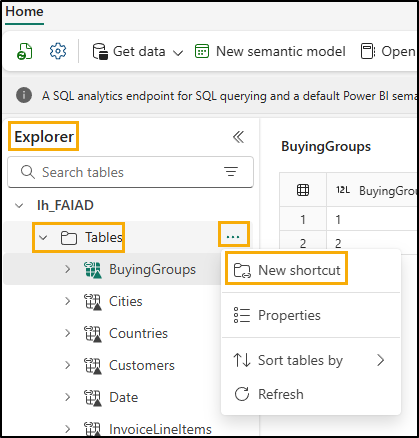 Home
Get data New semantic model Open
A SQL analytics endpoint for SQL querying and a default Power BI sema
Explorer
Search tables
lh_FAIAD
Tables
BuyingGroups
Cities
Countries
Customers
Date
InvoiceLineItems
BuyingGroups
12L BuyingGrou
1 1
2 2
New shortcut
Properties
Sort tables by
Refresh